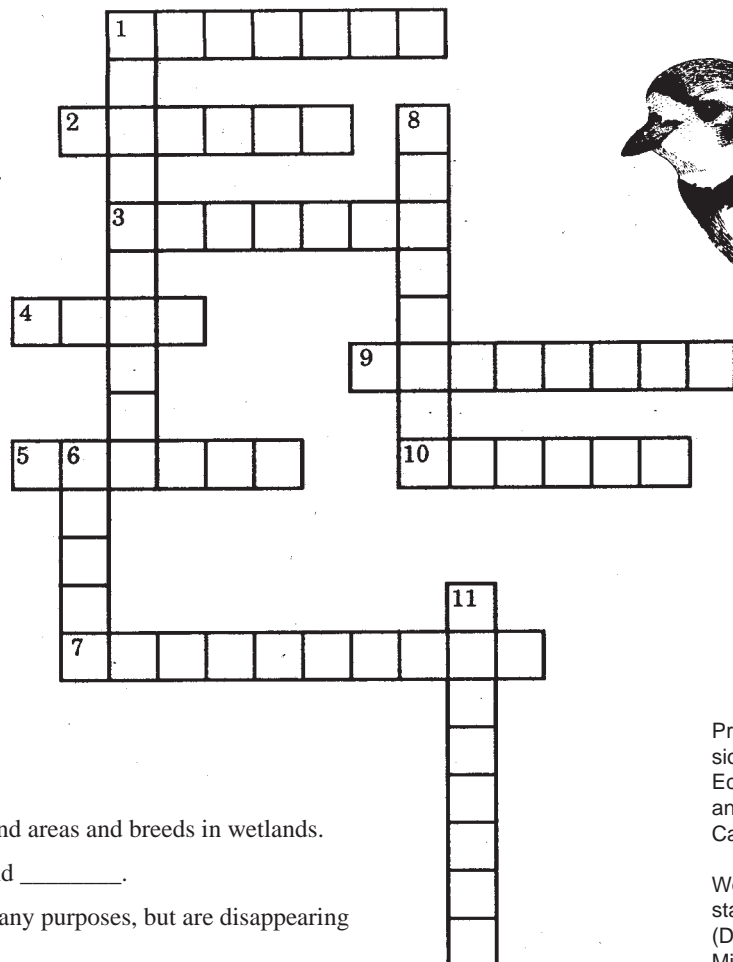 1
2
8
3
4
9
5 6
10
11
7
nd areas and breeds in wetlands.
d ________.
any purposes, but are disappearing
Pr
sic
Ec
an
Ca
We
sta
(D
Mi